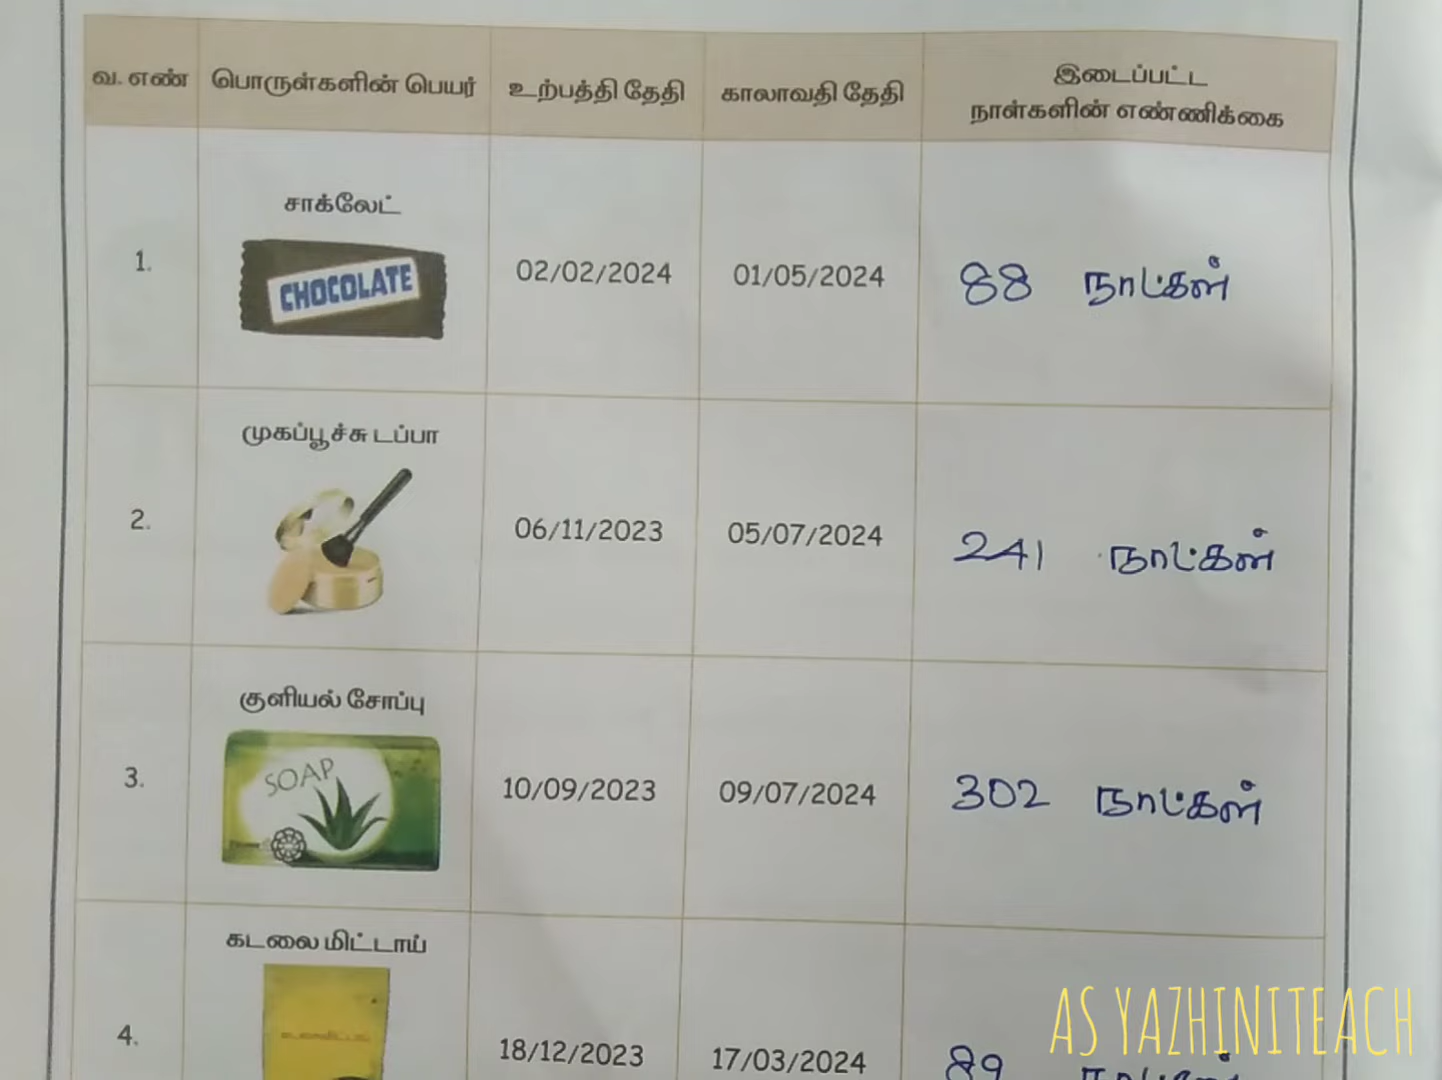 வ. எண் பொருள்களின் பெயர் உற்பத்தி தேதி காலாவதி தேதி இடைப்பட்ட
நாள்களின் எண்ணிக்கை
சாக்லேட்
1. CHOCOLATE 02/02/2024 01/05/2024 88 நாட்கள்
முகப்பூச்சு டப்பா
2. 06/11/2023 05/07/2024 241 நாட்கள்
குளியல் சோப்பு
SOAP
3. 10/09/2023 09/07/2024 302 நாட்கள்
கடலை மிட்டாய்
4. 18/12/2023 17/03/2024 89 நாட்கள்
AS YAZHINITEACH